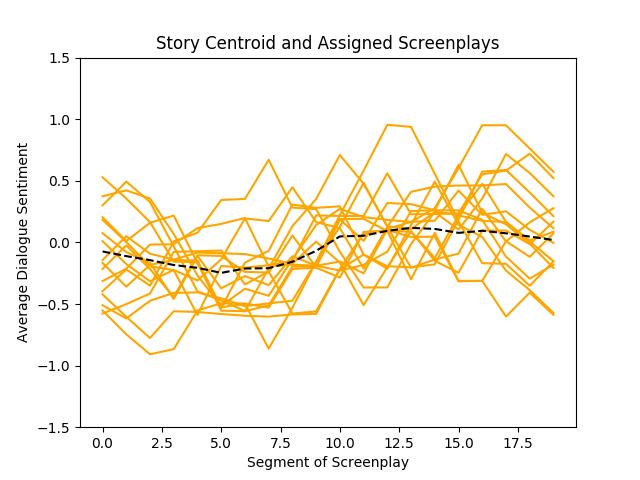 Story Centroid and Assigned Screenplays
1.5
1.0
0.5
0.0
−0.5
−1.0
−1.5
Average Dialogue Sentiment
0.0 2.5 5.0 7.5 10.0 12.5 15.0 17.5
Segment of Screenplay